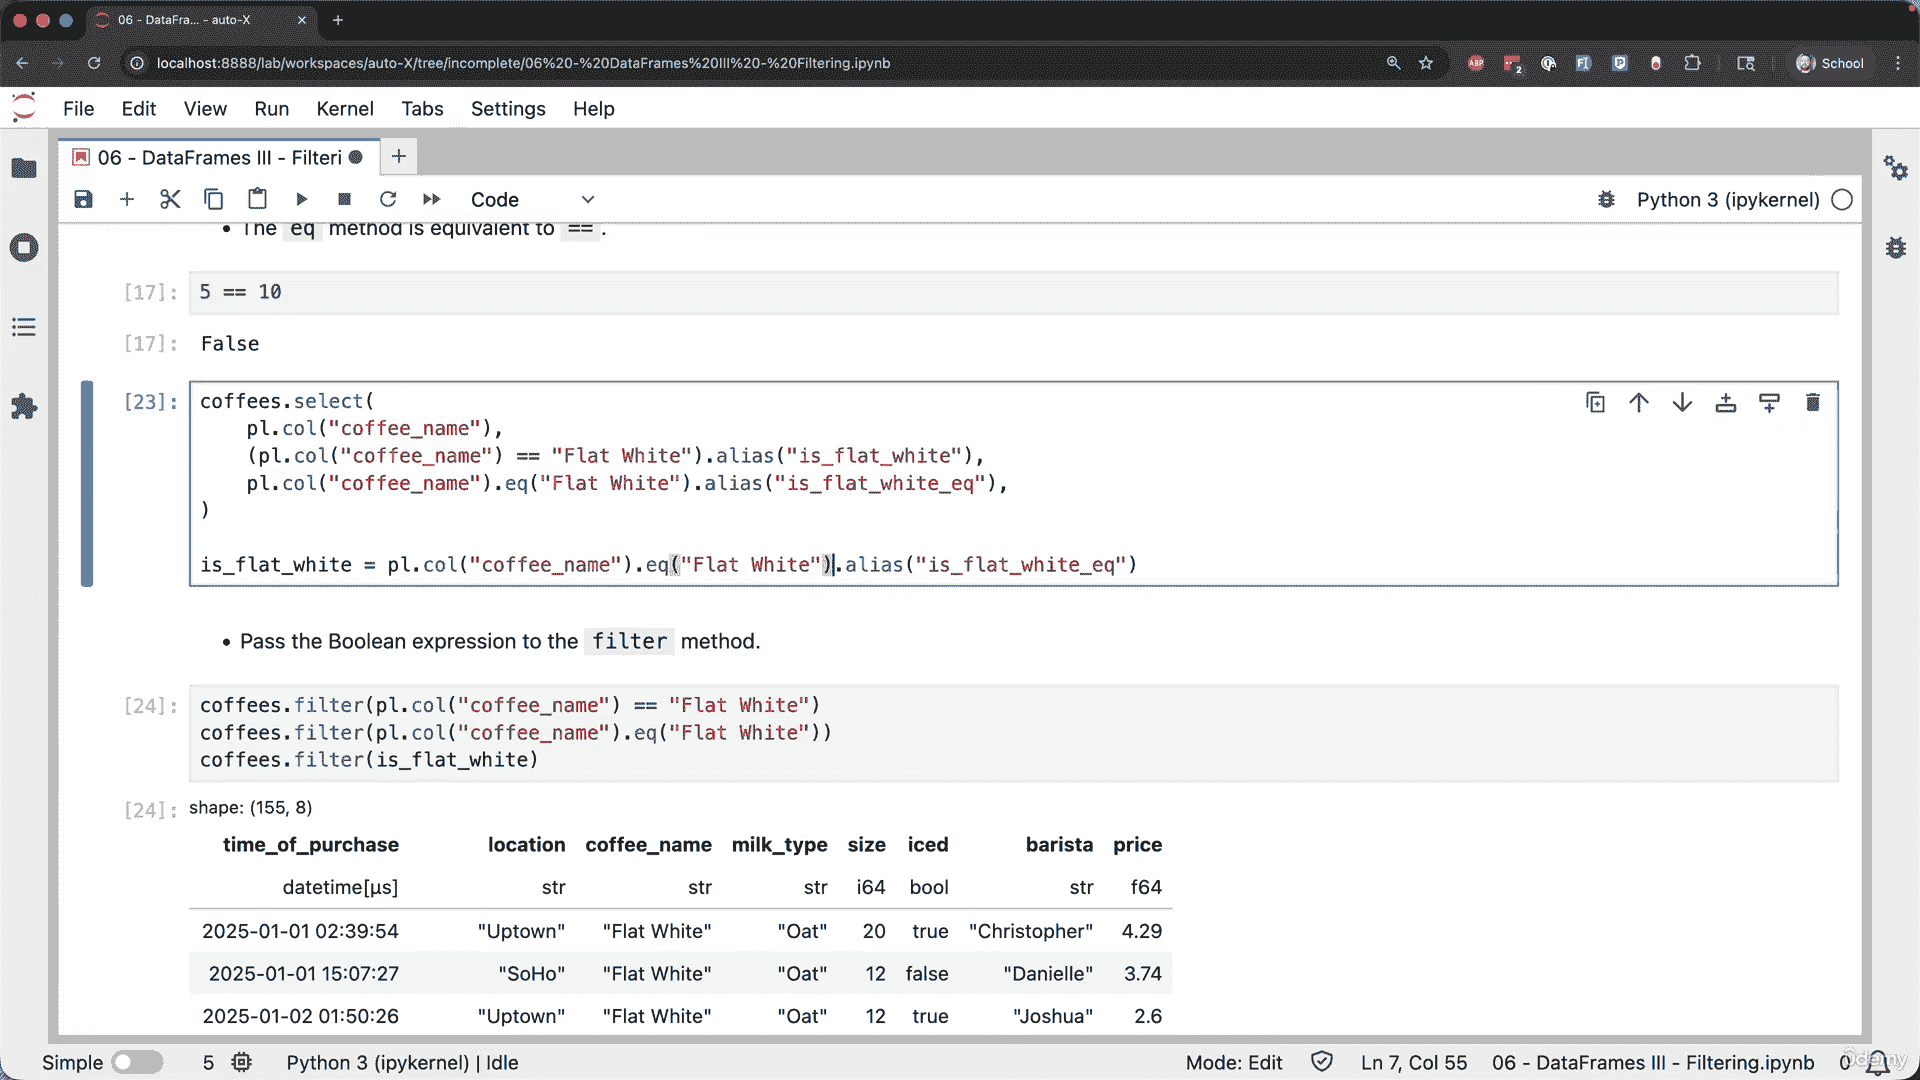 06 - DataFra... - auto-X
localhost:8888/lab/workspaces/auto-X/tree/incomplete/06%20-%20DataFrames%20III%20-%20Filtering.ipynb
ABP
2
School
File Edit View Run Kernel Tabs Settings Help
06 - DataFrames III - Filteri
Code
Python 3 (ipykernel)
• The eq method is equivalent to ==.
[17]: 5 == 10
[17]: False
[23]: coffees.select(
    pl.col("coffee_name"),
    (pl.col("coffee_name") == "Flat White").alias("is_flat_white"),
    pl.col("coffee_name").eq("Flat White").alias("is_flat_white_eq"),
)
is_flat_white = pl.col("coffee_name").eq("Flat White").alias("is_flat_white_eq")
• Pass the Boolean expression to the filter method.
[24]: coffees.filter(pl.col("coffee_name") == "Flat White")
coffees.filter(pl.col("coffee_name").eq("Flat White"))
coffees.filter(is_flat_white)
[24]: shape: (155, 8)
time_of_purchase location coffee_name milk_type size iced barista price
datetime[μs] str str str i64 bool str f64
2025-01-01 02:39:54 "Uptown" "Flat White" "Oat" 20 true "Christopher" 4.29
2025-01-01 15:07:27 "SoHo" "Flat White" "Oat" 12 false "Danielle" 3.74
2025-01-02 01:50:26 "Uptown" "Flat White" "Oat" 12 true "Joshua" 2.6
Simple 5 Python 3 (ipykernel) | Idle Mode: Edit Ln 7, Col 55 06 - DataFrames III - Filtering.ipynb 0
udemy